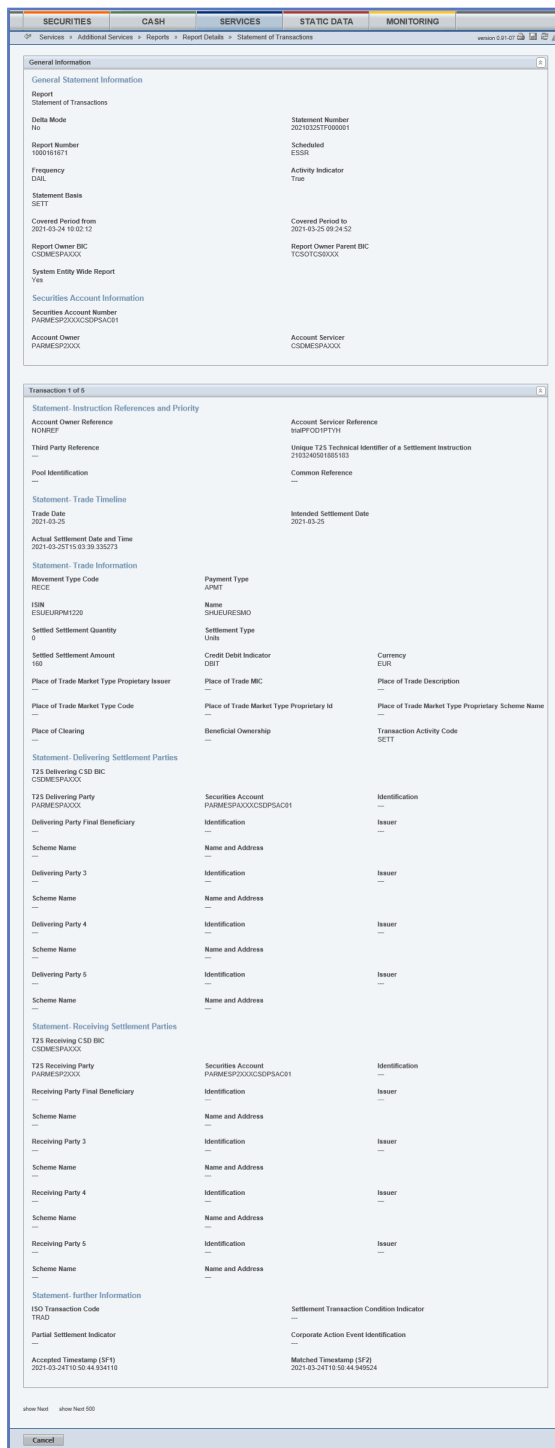 SECURITIES CASH SERVICES STATIC DATA MONITORING
Services » Additional Services » Reports » Report Details » Statement of Transactions version 0.91-07
General Information
General Statement Information
Report
Statement of Transactions
Delta Mode Statement Number
No 20210325TF000001
Report Number Scheduled
1000161671 ESSR
Frequency Activity Indicator
DAIL True
Statement Basis
SETT
Covered Period from Covered Period to
2021-03-24 10:02:12 2021-03-25 09:24:52
Report Owner BIC Report Owner Parent BIC
CSDMESPAXXX TCSOTCS0XXX
System Entity Wide Report
Yes
Securities Account Information
Securities Account Number
PARMESP2XXXCSDPSAC01
Account Owner Account Servicer
PARMESP2XXX CSDMESPAXXX
Transaction 1 of 5
Statement- Instruction References and Priority
Account Owner Reference Account Servicer Reference
NONREF trialPFOD1PTYH
Third Party Reference Unique T2S Technical Identifier of a Settlement Instruction
--- 2103240501885183
Pool Identification Common Reference
--- ---
Statement- Trade Timeline
Trade Date Intended Settlement Date
2021-03-25 2021-03-25
Actual Settlement Date and Time
2021-03-25T15:03:39.335273
Statement- Trade Information
Movement Type Code Payment Type
RECE APMT
ISIN Name
ESUEURPM1220 SHUEURESMO
Settled Settlement Quantity Settlement Type
0 Units
Settled Settlement Amount Credit Debit Indicator Currency
160 DBIT EUR
Place of Trade Market Type Propietary Issuer Place of Trade MIC Place of Trade Description
--- --- ---
Place of Trade Market Type Code Place of Trade Market Type Proprietary Id Place of Trade Market Type Proprietary Scheme Name
--- --- ---
Place of Clearing Beneficial Ownership Transaction Activity Code
--- --- SETT
Statement- Delivering Settlement Parties
T2S Delivering CSD BIC
CSDMESPAXXX
T2S Delivering Party Securities Account Identification
PARMESPAXXX PARMESPAXXXCSDPSAC01 ---
Delivering Party Final Beneficiary Identification Issuer
--- --- ---
Scheme Name Name and Address
--- ---
Delivering Party 3 Identification Issuer
--- --- ---
Scheme Name Name and Address
--- ---
Delivering Party 4 Identification Issuer
--- --- ---
Scheme Name Name and Address
--- ---
Delivering Party 5 Identification Issuer
--- --- ---
Scheme Name Name and Address
--- ---
Statement- Receiving Settlement Parties
T2S Receiving CSD BIC
CSDMESPAXXX
T2S Receiving Party Securities Account Identification
PARMESP2XXX PARMESP2XXXCSDPSAC01 ---
Receiving Party Final Beneficiary Identification Issuer
--- --- ---
Scheme Name Name and Address
--- ---
Receiving Party 3 Identification Issuer
--- --- ---
Scheme Name Name and Address
--- ---
Receiving Party 4 Identification Issuer
--- --- ---
Scheme Name Name and Address
--- ---
Receiving Party 5 Identification Issuer
--- --- ---
Scheme Name Name and Address
--- ---
Statement- further Information
ISO Transaction Code Settlement Transaction Condition Indicator
TRAD ---
Partial Settlement Indicator Corporate Action Event Identification
--- ---
Accepted Timestamp (SF1) Matched Timestamp (SF2)
2021-03-24T10:50:44.934110 2021-03-24T10:50:44.949524
show Next show Next 500
Cancel